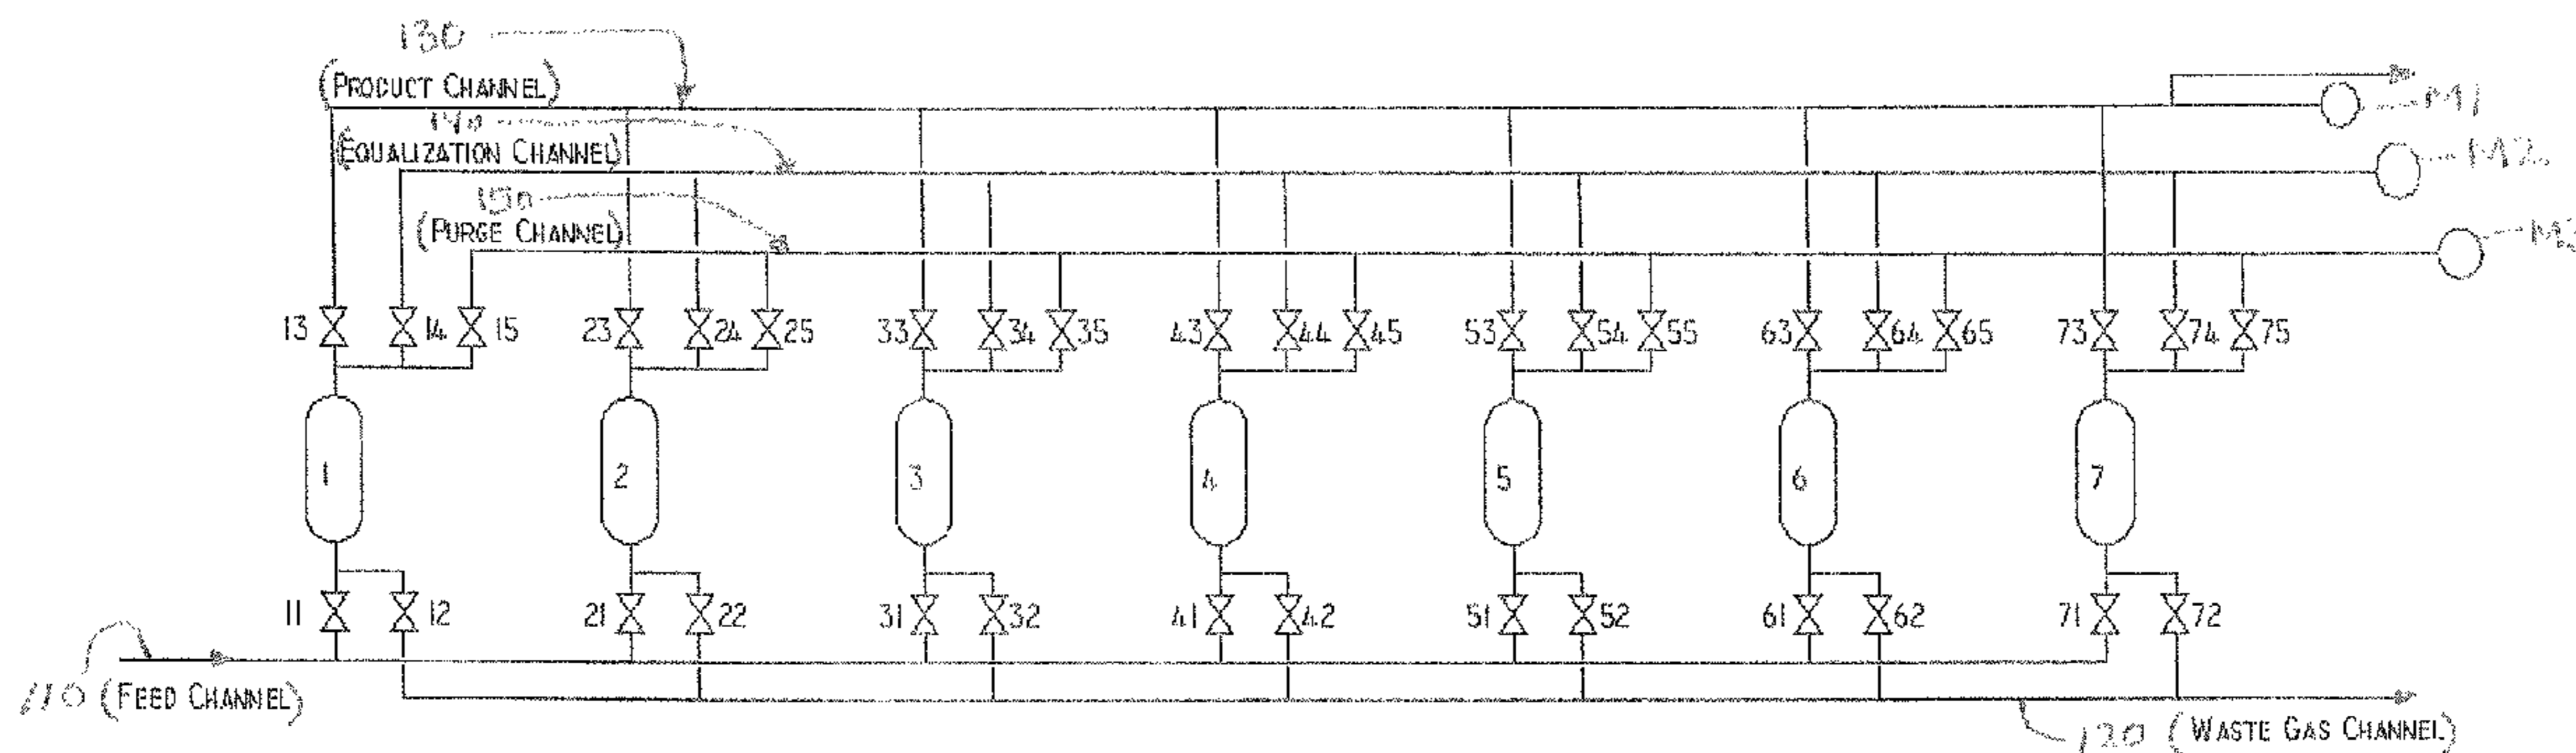 130
(PRODUCT CHANNEL)
M1
140
(EQUALIZATION CHANNEL)
M2
150
(PURGE CHANNEL)
M3
13 14 15 23 24 25 33 34 35 43 44 45 53 54 55 63 64 65 73 74 75
1 2 3 4 5 6 7
11 12 21 22 31 32 41 42 51 52 61 62 71 72
110 (FEED CHANNEL)
120 (WASTE GAS CHANNEL)